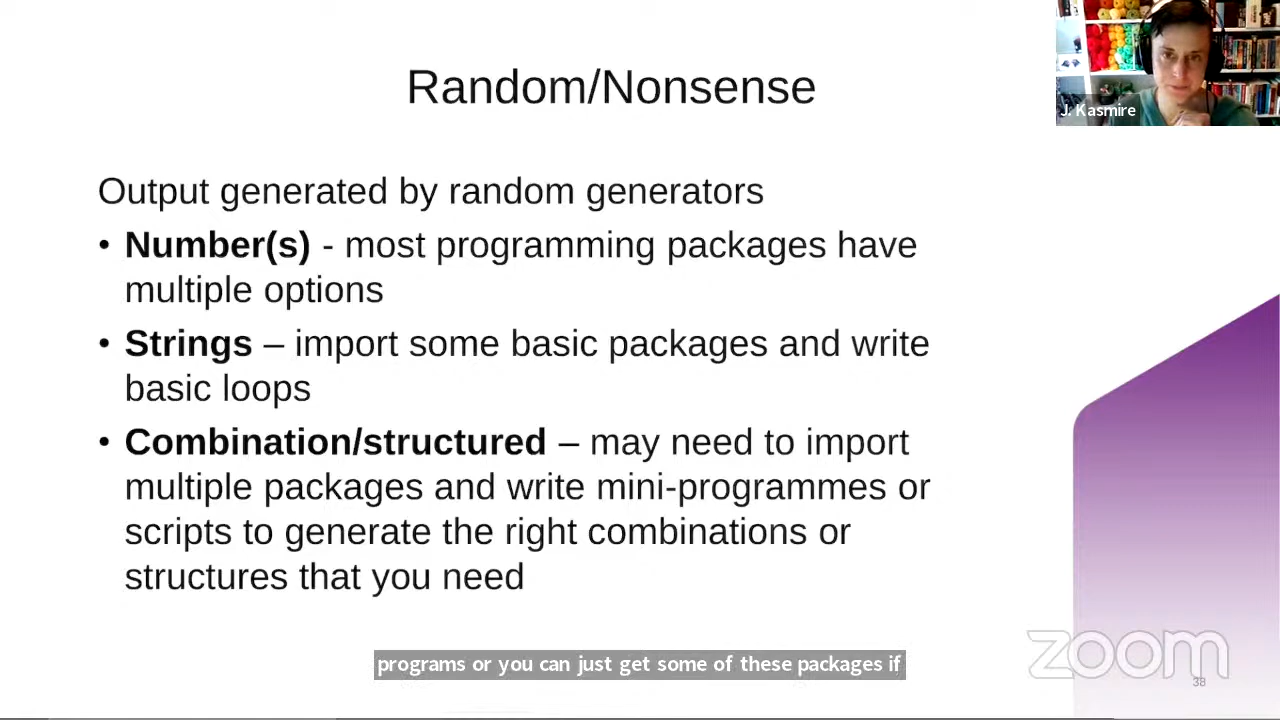 Random/Nonsense
J. Kasmire
Output generated by random generators
• Number(s) - most programming packages have
multiple options
• Strings – import some basic packages and write
basic loops
• Combination/structured – may need to import
multiple packages and write mini-programmes or
scripts to generate the right combinations or
structures that you need
programs or you can just get some of these packages if
zoom
38